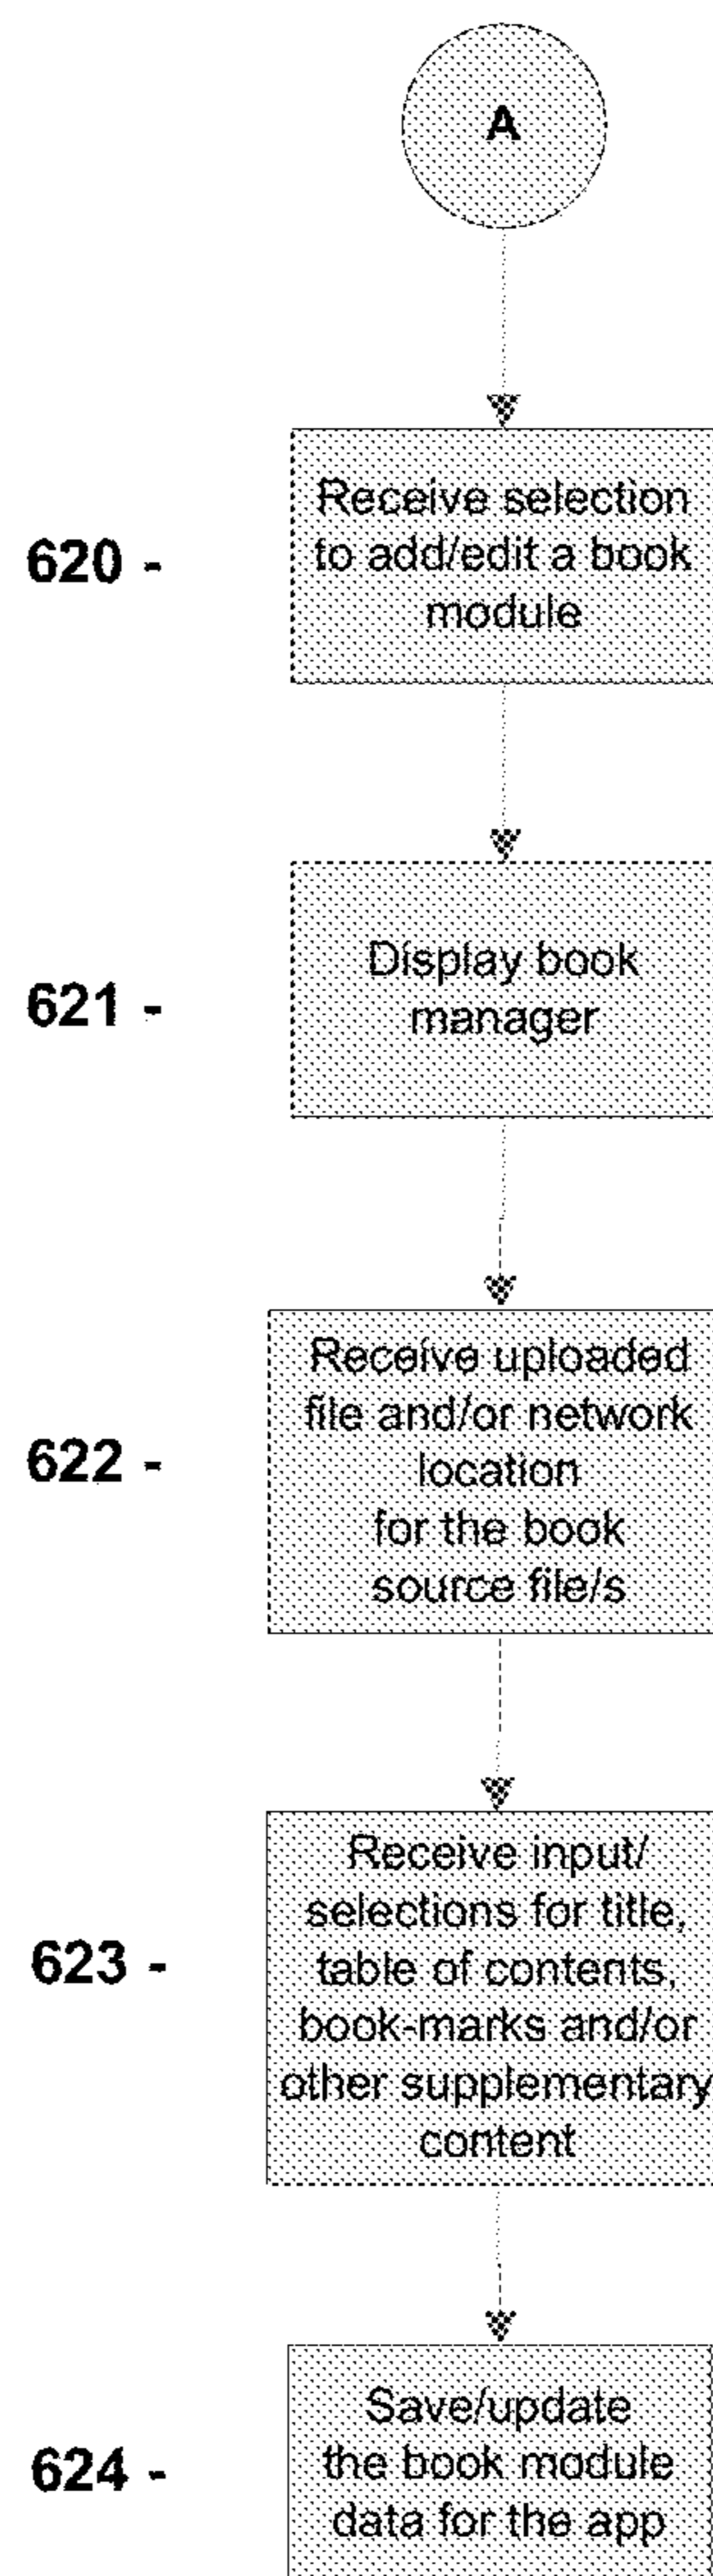 A
620 -
Receive selection
to add/edit a book
module
621 -
Display book
manager
622 -
Receive uploaded
file and/or network
location
for the book
source file/s
623 -
Receive input/
selections for title,
table of contents,
book-marks and/or
other supplementary
content
624 -
Save/update
the book module
data for the app